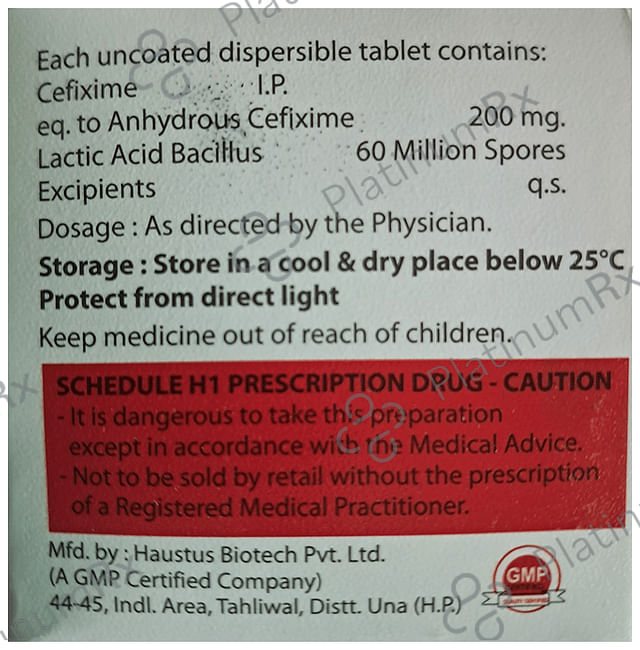 Each uncoated dispersible tablet contains:
Cefixime I.P.
eq. to Anhydrous Cefixime 200 mg.
Lactic Acid Bacillus 60 Million Spores
Excipients q.s.
Dosage : As directed by the Physician.
Storage : Store in a cool & dry place below 25°C
Protect from direct light
Keep medicine out of reach of children.
SCHEDULE H1 PRESCRIPTION DRUG - CAUTION
- It is dangerous to take this preparation
except in accordance with the Medical Advice.
- Not to be sold by retail without the prescription
of a Registered Medical Practitioner.
Mfd. by : Haustus Biotech Pvt. Ltd.
(A GMP Certified Company)
44-45, Indl. Area, Tahliwal, Distt. Una (H.P.)
GMP
PlatinumRx
PlatinumRx